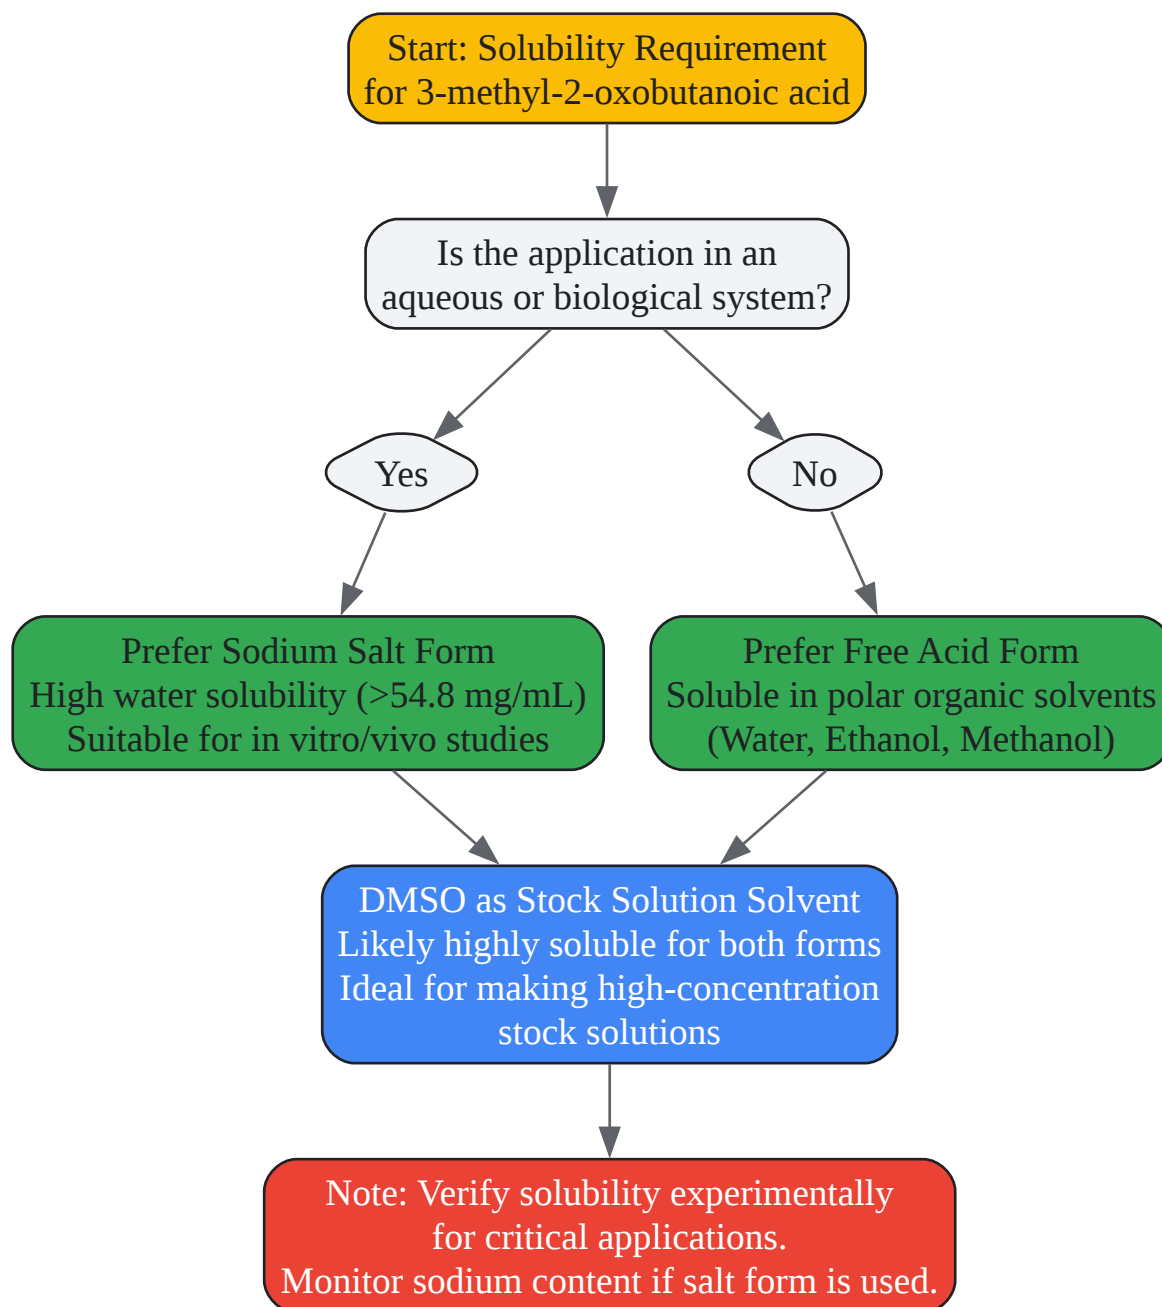 Start: Solubility Requirement
for 3-methyl-2-oxobutanoic acid
Is the application in an
aqueous or biological system?
Yes
No
Prefer Sodium Salt Form
High water solubility (>54.8 mg/mL)
Suitable for in vitro/vivo studies
Prefer Free Acid Form
Soluble in polar organic solvents
(Water, Ethanol, Methanol)
DMSO as Stock Solution Solvent
Likely highly soluble for both forms
Ideal for making high-concentration
stock solutions
Note: Verify solubility experimentally
for critical applications.
Monitor sodium content if salt form is used.